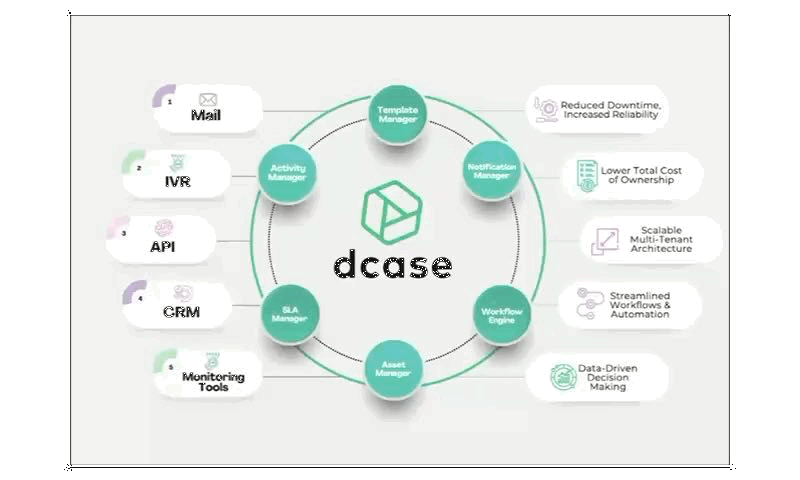 1
Mail
2
IVR
3
API
4
CRM
5
Monitoring
Tools
Template
Manager
Activity
Manager
Notification
Manager
dcase
SLA
Manager
Workflow
Engine
Asset
Manager
Reduced Downtime,
Increased Reliability
Lower Total Cost
of Ownership
Scalable
Multi-Tenant
Architecture
Streamlined
Workflows &
Automation
Data-Driven
Decision
Making